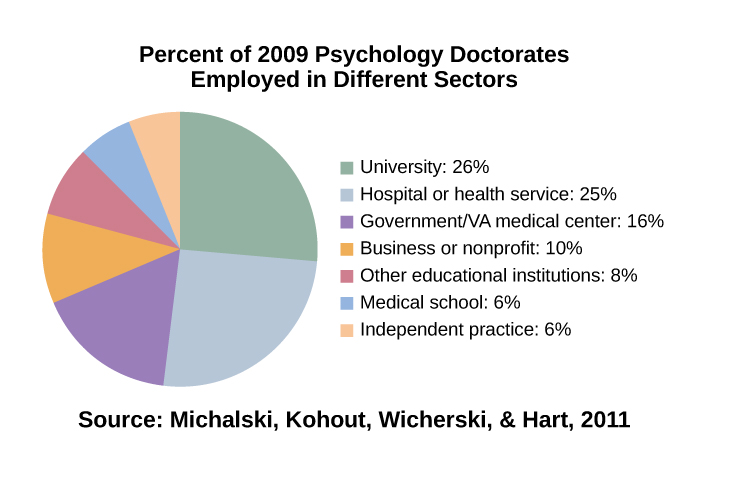 Percent of 2009 Psychology Doctorates
Employed in Different Sectors
University: 26%
Hospital or health service: 25%
Government/VA medical center: 16%
Business or nonprofit: 10%
Other educational institutions: 8%
Medical school: 6%
Independent practice: 6%
Source: Michalski, Kohout, Wicherski, & Hart, 2011